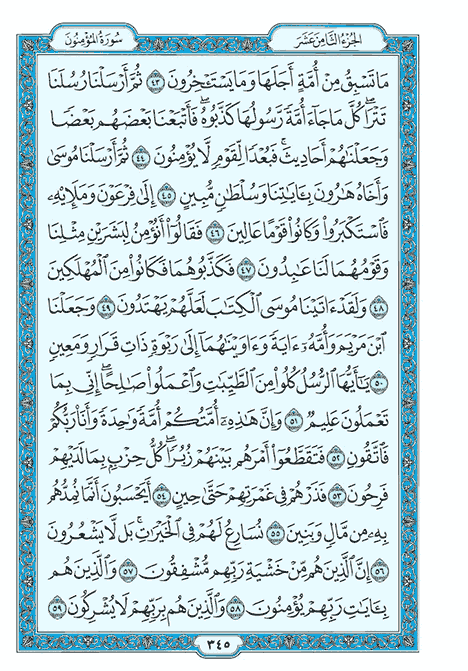 الجزء الثامن عشر
سورة المؤمنون
مَا تَسْبِقُ مِنْ أُمَّةٍ أَجَلَهَا وَمَا يَسْتَـْٔخِرُونَ ٤٣ ثُمَّ أَرْسَلْنَا رُسُلَنَا
تَتْرَا كُلَّ مَا جَآءَ أُمَّةً رَّسُولُهَا كَذَّبُوهُ فَأَتْبَعْنَا بَعْضَهُم بَعْضًا
وَجَعَلْنَٰهُمْ أَحَادِيثَ فَبُعْدًا لِّقَوْمٍ لَّا يُؤْمِنُونَ ٤٤ ثُمَّ أَرْسَلْنَا مُوسَىٰ
وَأَخَاهُ هَٰرُونَ بِـَٔايَٰتِنَا وَسُلْطَٰنٍ مُّبِينٍ ٤٥ إِلَىٰ فِرْعَوْنَ وَمَلَإِي۟هِۦ
فَٱسْتَكْبَرُوا۟ وَكَانُوا۟ قَوْمًا عَالِينَ ٤٦ فَقَالُوٓا۟ أَنُؤْمِنُ لِبَشَرَيْنِ مِثْلِنَا
وَقَوْمُهُمَا لَنَا عَٰبِدُونَ ٤٧ فَكَذَّبُوهُمَا فَكَانُوا۟ مِنَ ٱلْمُهْلَكِينَ
٤٨ وَلَقَدْ ءَاتَيْنَا مُوسَى ٱلْكِتَٰبَ لَعَلَّهُمْ يَهْتَدُونَ ٤٩ وَجَعَلْنَا
ٱبْنَ مَرْيَمَ وَأُمَّهُۥٓ ءَايَةً وَءَاوَيْنَٰهُمَآ إِلَىٰ رَبْوَةٍ ذَاتِ قَرَارٍ وَمَعِينٍ
٥٠ يَٰٓأَيُّهَا ٱلرُّسُلُ كُلُوا۟ مِنَ ٱلطَّيِّبَٰتِ وَٱعْمَلُوا۟ صَٰلِحًا إِنِّى بِمَا
تَعْمَلُونَ عَلِيمٌ ٥١ وَإِنَّ هَٰذِهِۦٓ أُمَّتُكُمْ أُمَّةً وَٰحِدَةً وَأَنَا۠ رَبُّكُمْ
فَٱتَّقُونِ ٥٢ فَتَقَطَّعُوٓا۟ أَمْرَهُم بَيْنَهُمْ زُبُرًا كُلُّ حِزْبٍۭ بِمَا لَدَيْهِمْ
فَرِحُونَ ٥٣ فَذَرْهُمْ فِى غَمْرَتِهِمْ حَتَّىٰ حِينٍ ٥٤ أَيَحْسَبُونَ أَنَّمَا نُمِدُّهُم
بِهِۦ مِن مَّالٍ وَبَنِينَ ٥٥ نُسَارِعُ لَهُمْ فِى ٱلْخَيْرَٰتِ بَل لَّا يَشْعُرُونَ
٥٦ إِنَّ ٱلَّذِينَ هُم مِّنْ خَشْيَةِ رَبِّهِم مُّشْفِقُونَ ٥٧ وَٱلَّذِينَ هُم
بِـَٔايَٰتِ رَبِّهِمْ يُؤْمِنُونَ ٥٨ وَٱلَّذِينَ هُم بِرَبِّهِمْ لَا يُشْرِكُونَ ٥٩
٣٤٥